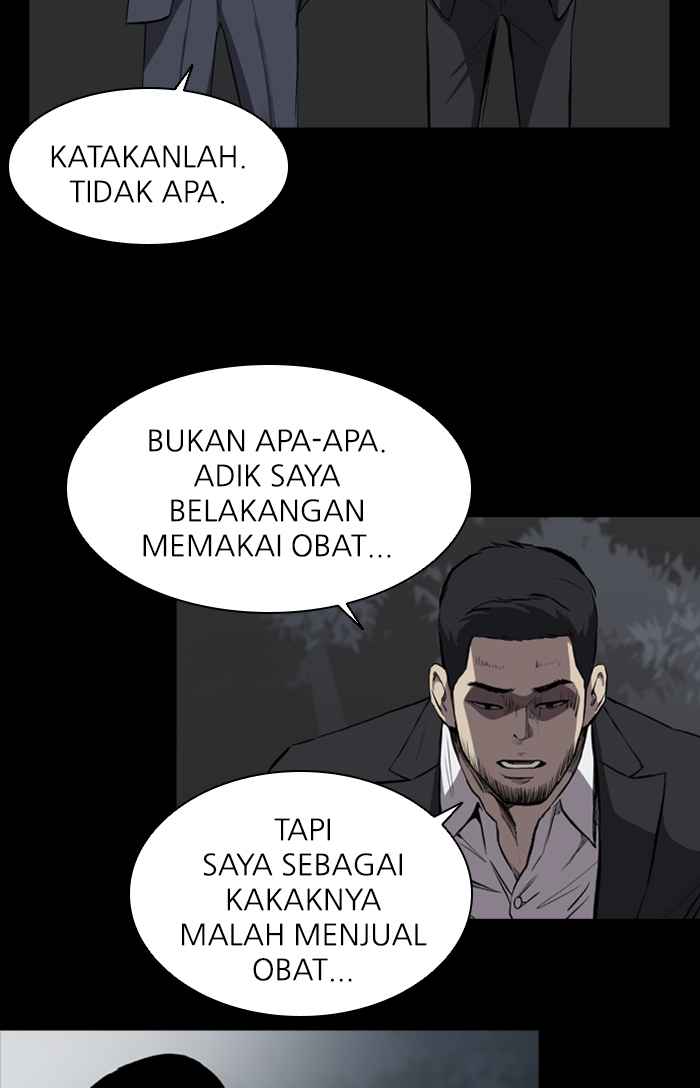 KATAKANLAH.
TIDAK APA.
BUKAN APA-APA.
ADIK SAYA
BELAKANGAN
MEMAKAI OBAT...
TAPI
SAYA SEBAGAI
KAKAKNYA
MALAH MENJUAL
OBAT...